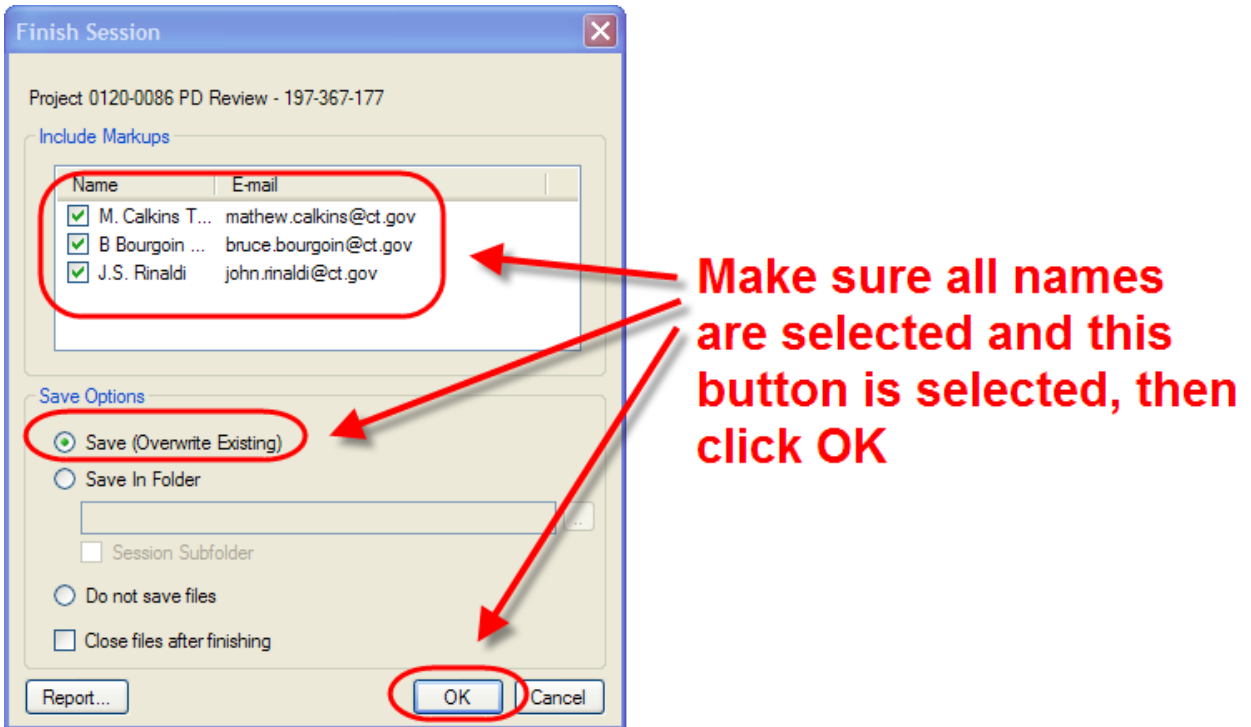 Finish Session
Project 0120-0086 PD Review - 197-367-177
Include Markups
Name E-mail
M. Calkins T... mathew.calkins@ct.gov
B Bourgoin ... bruce.bourgoin@ct.gov
J.S. Rinaldi john.rinaldi@ct.gov
Make sure all names
are selected and this
button is selected, then
click OK
Save Options
Save (Overwrite Existing)
Save In Folder
...
Session Subfolder
Do not save files
Close files after finishing
Report... OK Cancel